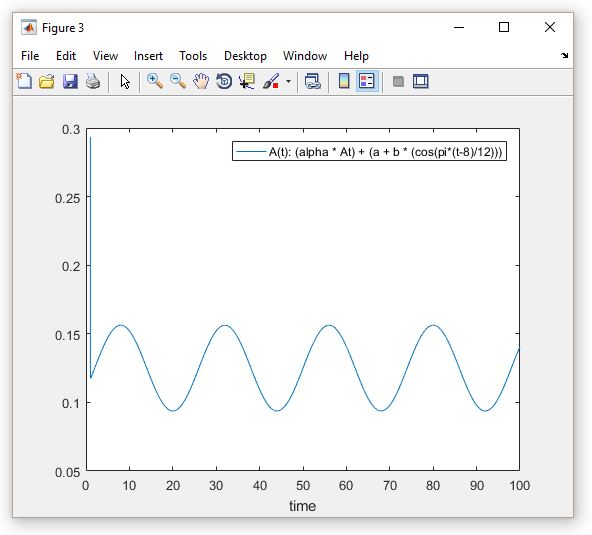 Figure 3
File Edit View Insert Tools Desktop Window Help
0.3
A(t): (alpha * At) + (a + b * (cos(pi*(t-8)/12)))
0.25
0.2
0.15
0.1
0.05
0 10 20 30 40 50 60 70 80 90 100
time